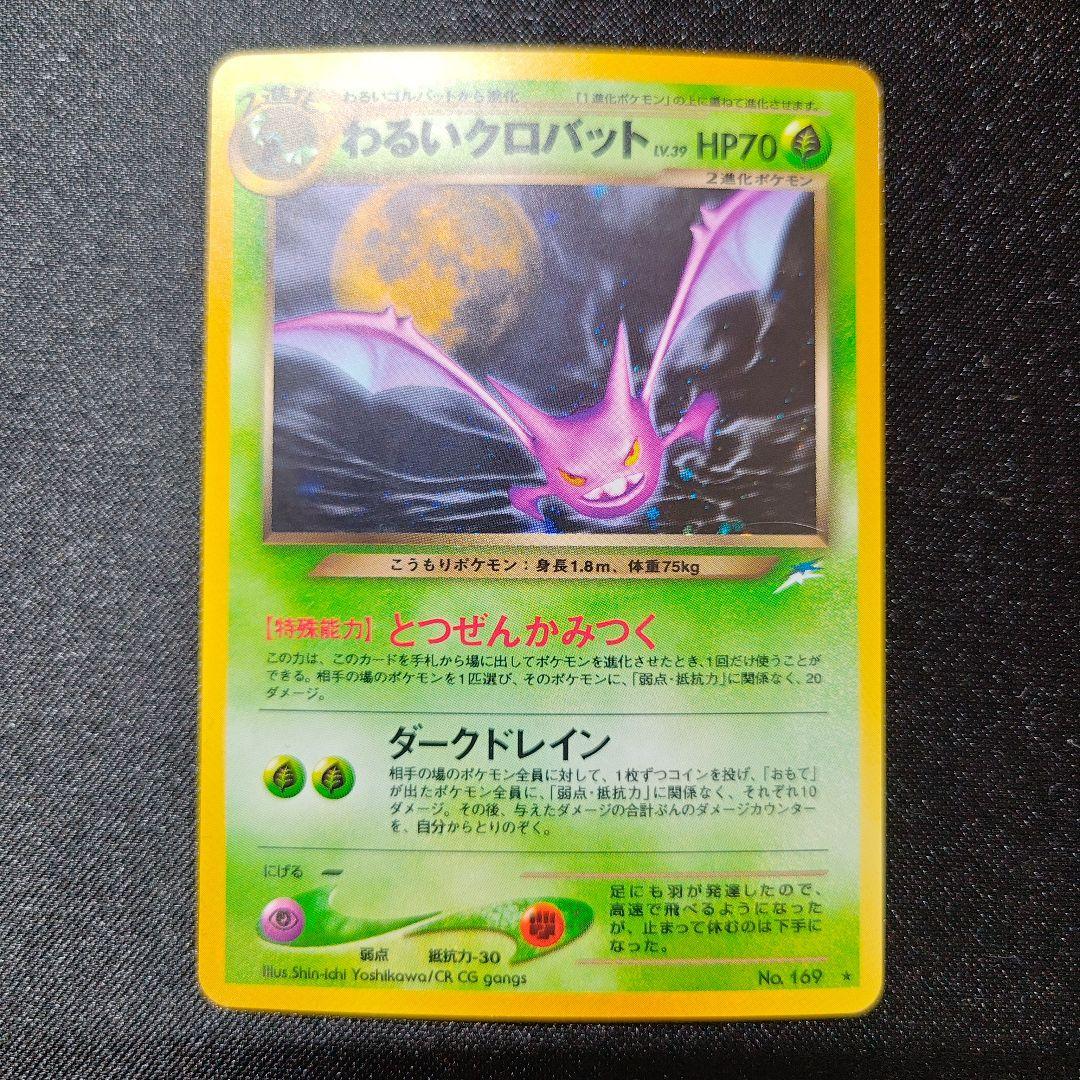 2進化
わるいゴルバットから進化
「1進化ポケモン」の上に重ねて進化させます。
わるいクロバット LV.39 HP70
2進化ポケモン
こうもりポケモン：身長1.8m、体重75kg
【特殊能力】とつぜんかみつく
この力は、このカードを手札から場に出してポケモンを進化させたとき、1回だけ使うことが
できる。相手の場のポケモンを1匹選び、そのポケモンに、「弱点・抵抗力」に関係なく、20
ダメージ。
ダークドレイン
相手の場のポケモン全員に対して、1枚ずつコインを投げ、「おもて」
が出たポケモン全員に、「弱点・抵抗力」に関係なく、それぞれ10
ダメージ。その後、与えたダメージの合計ぶんのダメージカウンター
を、自分からとりのぞく。
にげる ー
弱点 抵抗力-30
足にも羽が発達したので、
高速で飛べるようになった
が、止まって休むのは下手に
なった。
Illus.Shin-ichi Yoshikawa/CR CG gangs
No. 169 ★